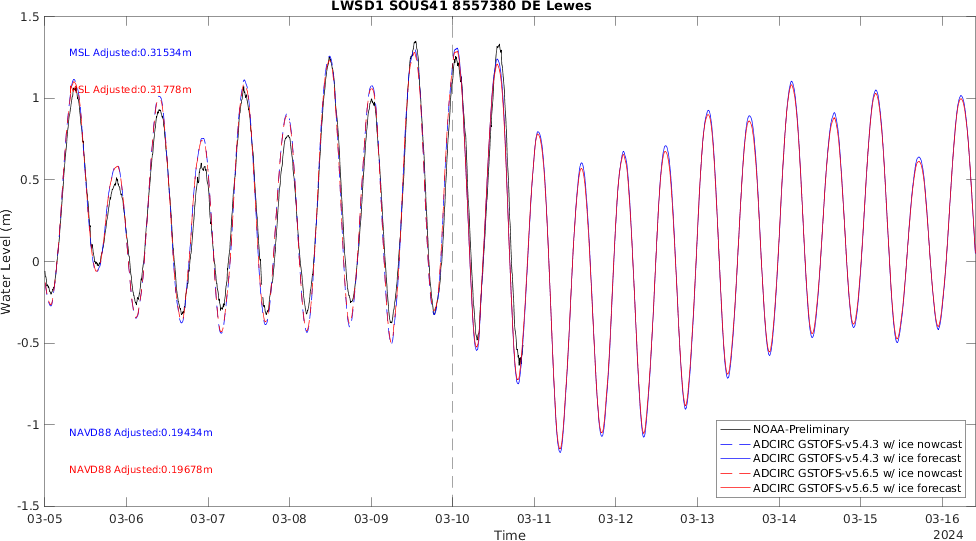 LWSD1 SOUS41 8557380 DE Lewes
1.5
1
0.5
0
-0.5
-1
-1.5
Water Level (m)
MSL Adjusted:0.31534m
MSL Adjusted:0.31778m
NAVD88 Adjusted:0.19434m
NAVD88 Adjusted:0.19678m
NOAA-Preliminary
ADCIRC GSTOFS-v5.4.3 w/ ice nowcast
ADCIRC GSTOFS-v5.4.3 w/ ice forecast
ADCIRC GSTOFS-v5.6.5 w/ ice nowcast
ADCIRC GSTOFS-v5.6.5 w/ ice forecast
03-05 03-06 03-07 03-08 03-09 03-10 03-11 03-12 03-13 03-14 03-15 03-16
Time
2024